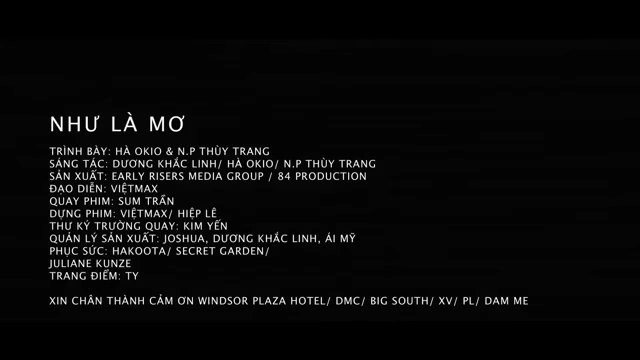 NHƯ LÀ MƠ
TRÌNH BÀY: HÀ OKIO & N.P THÙY TRANG
SÁNG TÁC: DƯƠNG KHẮC LINH/ HÀ OKIO/ N.P THÙY TRANG
SẢN XUẤT: EARLY RISERS MEDIA GROUP / 84 PRODUCTION
ĐẠO DIỄN: VIỆTMAX
QUAY PHIM: SUM TRẦN
DỰNG PHIM: VIỆTMAX/ HIỆP LÊ
THƯ KÝ TRƯỜNG QUAY: KIM YẾN
QUẢN LÝ SẢN XUẤT: JOSHUA, DƯƠNG KHẮC LINH, ÁI MỸ
PHỤC SỨC: HAKOOTA/ SECRET GARDEN/
JULIANE KUNZE
TRANG ĐIỂM: TY
XIN CHÂN THÀNH CẢM ƠN WINDSOR PLAZA HOTEL/ DMC/ BIG SOUTH/ XV/ PL/ DAM ME